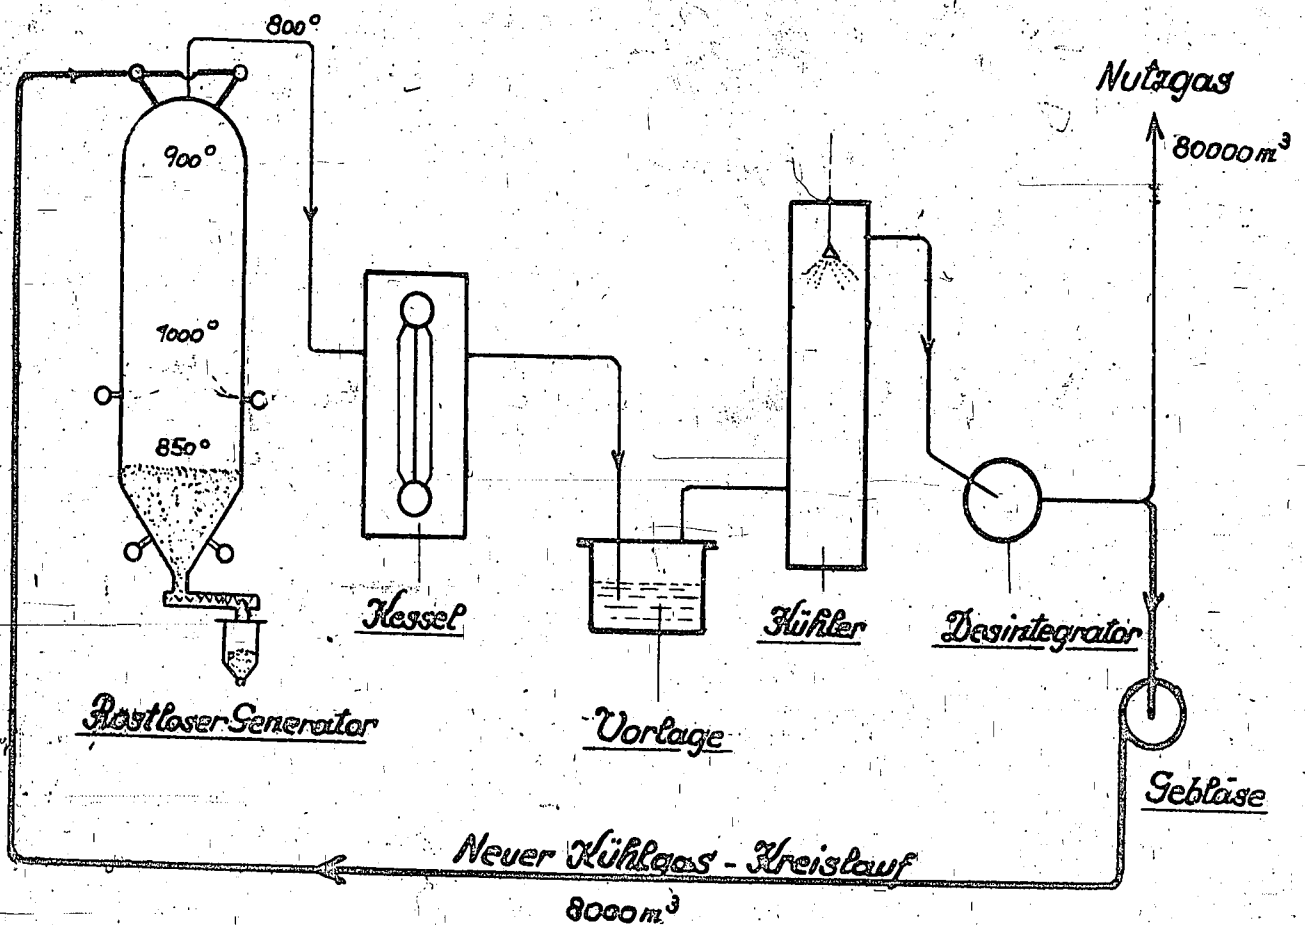 800°
Nutzgas
80000 m³
900°
1000°
850°
Kessel
Kühler
Desintegrator
Rostloser Generator
Vorlage
Gebläse
Neuer Kühlgas - Kreislauf
8000 m³